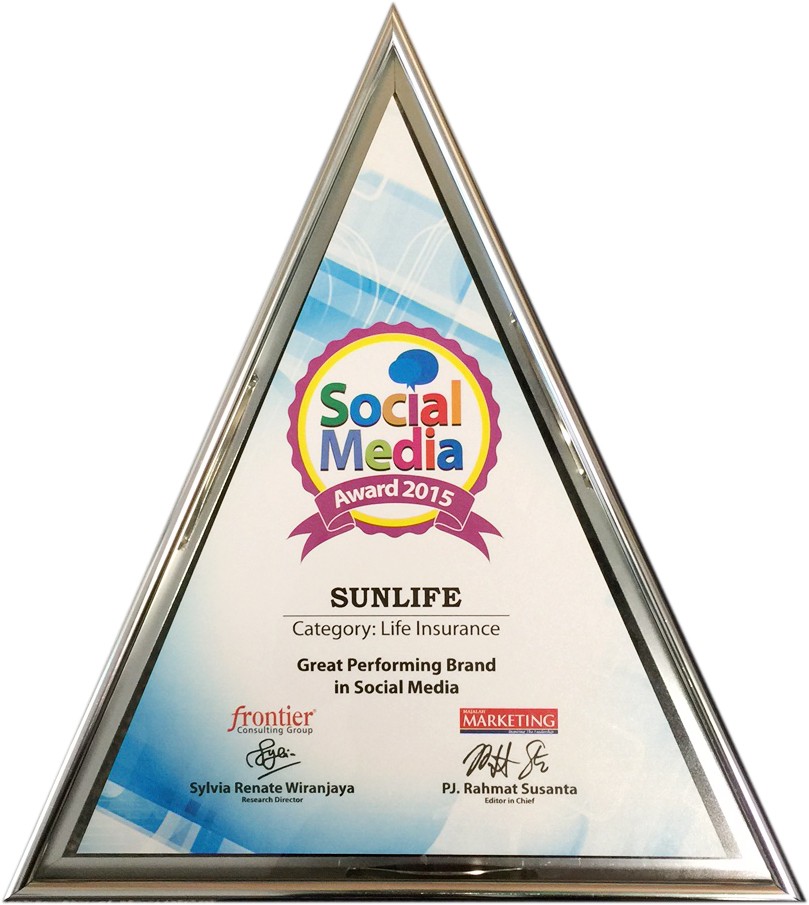 Social
Media
Award 2015
SUNLIFE
Category: Life Insurance
Great Performing Brand
in Social Media
frontier®
Consulting Group
MAJALAH
MARKETING
Sylvia Renate Wiranjaya
Research Director
PJ. Rahmat Susanta
Editor in Chief